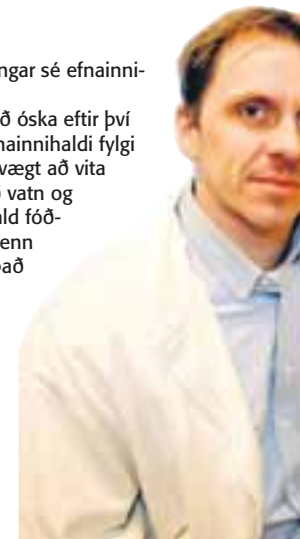 ngar sé efnainni-
ð óska eftir því
nainnihaldi fylgi
vægt að vita
vatn og
ald fóð-
enn
það